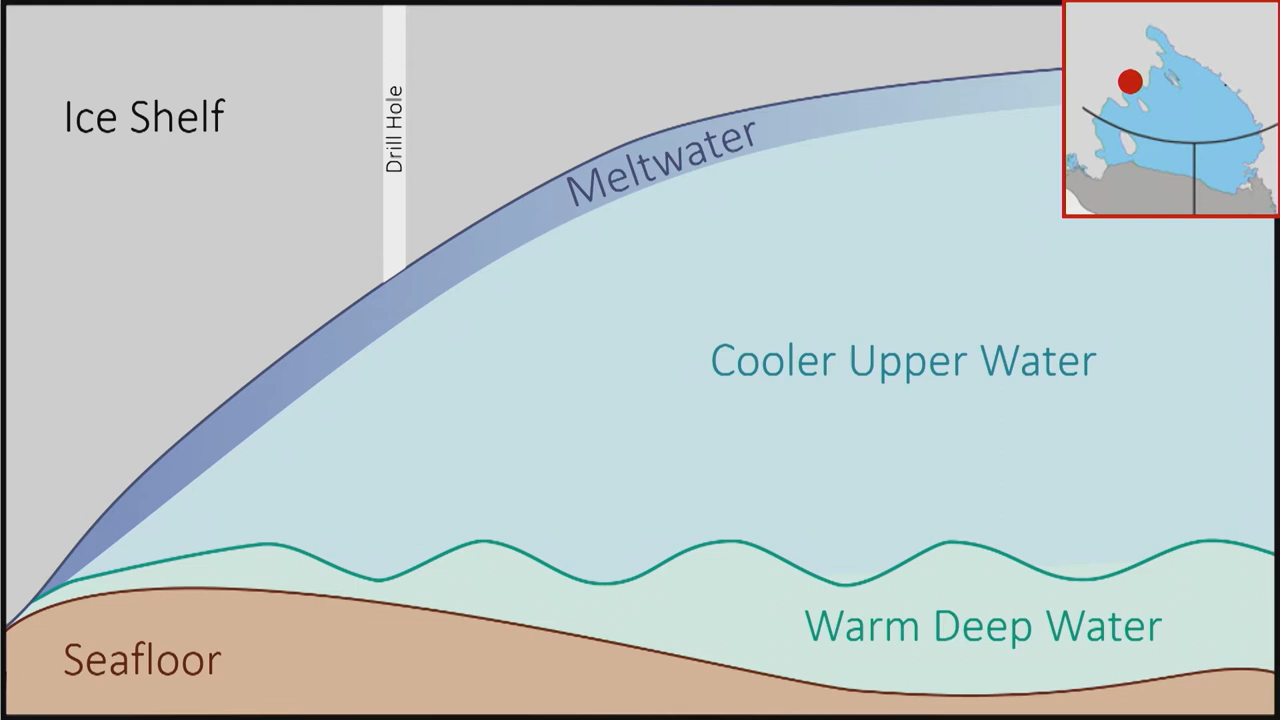 Ice Shelf
Drill Hole
Meltwater
Cooler Upper Water
Warm Deep Water
Seafloor